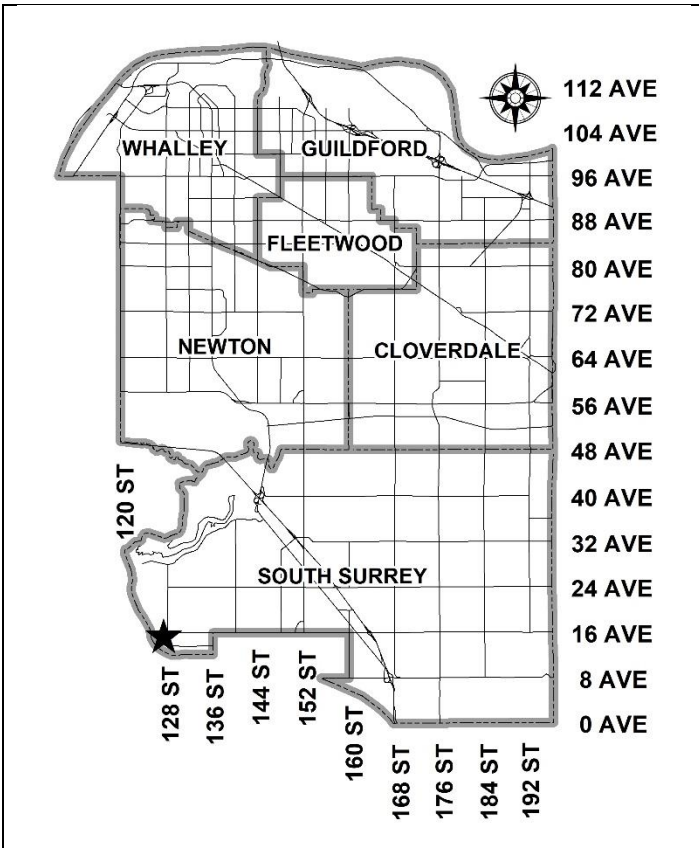 112 AVE
104 AVE
WHALLEY
GUILDFORD
96 AVE
88 AVE
FLEETWOOD
80 AVE
72 AVE
NEWTON
CLOVERDALE
64 AVE
56 AVE
48 AVE
120 ST
40 AVE
32 AVE
SOUTH SURREY
24 AVE
16 AVE
8 AVE
0 AVE
128 ST
136 ST
144 ST
152 ST
160 ST
168 ST
176 ST
184 ST
192 ST